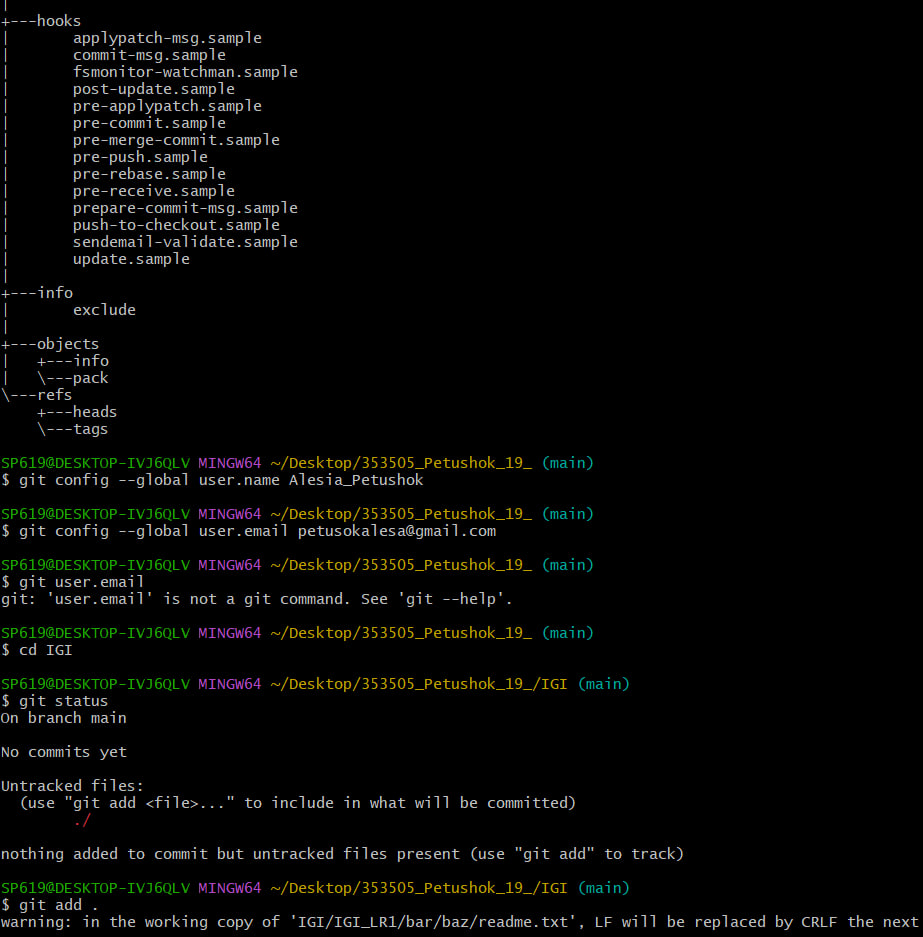 |
+---hooks
|       applypatch-msg.sample
|       commit-msg.sample
|       fsmonitor-watchman.sample
|       post-update.sample
|       pre-applypatch.sample
|       pre-commit.sample
|       pre-merge-commit.sample
|       pre-push.sample
|       pre-rebase.sample
|       pre-receive.sample
|       prepare-commit-msg.sample
|       push-to-checkout.sample
|       sendemail-validate.sample
|       update.sample
|
+---info
|       exclude
|
+---objects
|   +---info
|   \---pack
\---refs
    +---heads
    \---tags
SP619@DESKTOP-IVJ6QLV MINGW64 ~/Desktop/353505_Petushok_19_ (main)
$ git config --global user.name Alesia_Petushok
SP619@DESKTOP-IVJ6QLV MINGW64 ~/Desktop/353505_Petushok_19_ (main)
$ git config --global user.email petusokalesa@gmail.com
SP619@DESKTOP-IVJ6QLV MINGW64 ~/Desktop/353505_Petushok_19_ (main)
$ git user.email
git: 'user.email' is not a git command. See 'git --help'.
SP619@DESKTOP-IVJ6QLV MINGW64 ~/Desktop/353505_Petushok_19_ (main)
$ cd IGI
SP619@DESKTOP-IVJ6QLV MINGW64 ~/Desktop/353505_Petushok_19_/IGI (main)
$ git status
On branch main
No commits yet
Untracked files:
  (use "git add <file>..." to include in what will be committed)
        ./
nothing added to commit but untracked files present (use "git add" to track)
SP619@DESKTOP-IVJ6QLV MINGW64 ~/Desktop/353505_Petushok_19_/IGI (main)
$ git add .
warning: in the working copy of 'IGI/IGI_LR1/bar/baz/readme.txt', LF will be replaced by CRLF the next